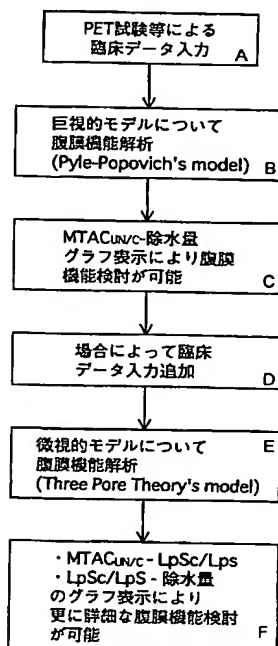 PET試験等による
臨床データ入力
A
巨視的モデルについて
腹膜機能解析
(Pyle-Popovich's model)
B
MTACUN/C-除水量
グラフ表示により腹膜
機能検討が可能
C
場合によって臨床
データ入力追加
D
微視的モデルについて
腹膜機能解析
(Three Pore Theory's model)
E
・MTACUN/C - LpSc/Lps
・LpSc/LpS - 除水量
のグラフ表示により
更に詳細な腹膜機能検討
が可能
F